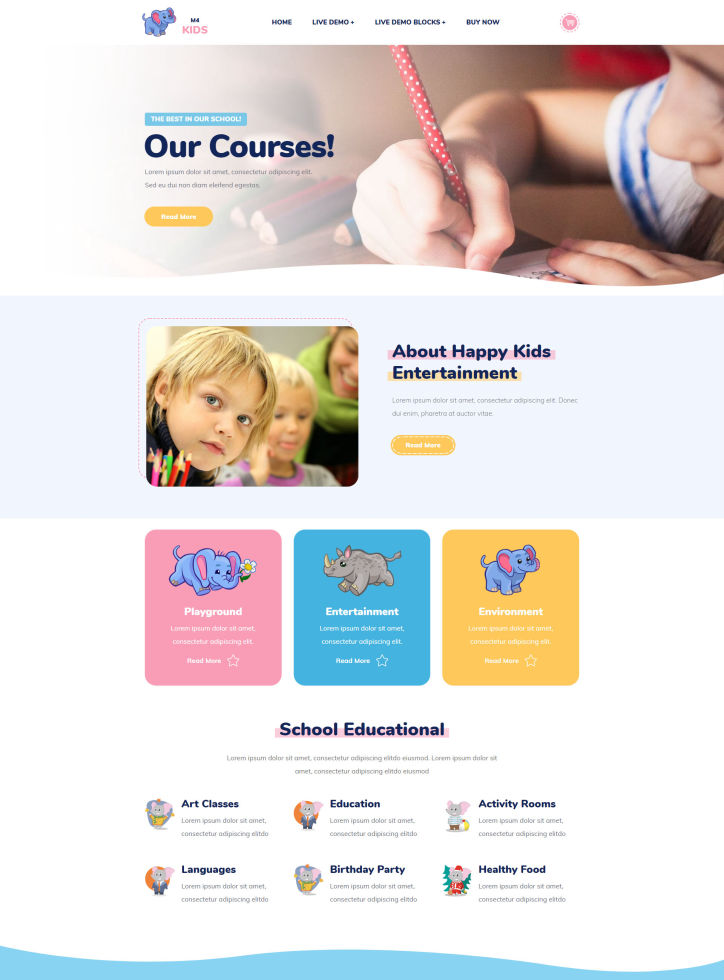 M4
KIDS
HOME
LIVE DEMO +
LIVE DEMO BLOCKS +
BUY NOW
THE BEST IN OUR SCHOOL!
Our Courses!
Lorem ipsum dolor sit amet, consectetur adipiscing elit.
Sed eu dui non diam eleifend egestas.
Read More
About Happy Kids
Entertainment
Lorem ipsum dolor sit amet, consectetur adipiscing elit. Donec
dui enim, pharetra at auctor vitae.
Read More
Playground
Lorem ipsum dolor sit amet,
consectetur adipiscing elit.
Read More
Entertainment
Lorem ipsum dolor sit amet,
consectetur adipiscing elit.
Read More
Environment
Lorem ipsum dolor sit amet,
consectetur adipiscing elit.
Read More
School Educational
Lorem ipsum dolor sit amet, consectetur adipiscing elitdo eiusmod. Lorem ipsum dolor sit
amet, consectetur adipiscing elitdo eiusmod
Art Classes
Lorem ipsum dolor sit amet,
consectetur adipiscing elitdo
Education
Lorem ipsum dolor sit amet,
consectetur adipiscing elitdo
Activity Rooms
Lorem ipsum dolor sit amet,
consectetur adipiscing elitdo
Languages
Lorem ipsum dolor sit amet,
consectetur adipiscing elitdo
Birthday Party
Lorem ipsum dolor sit amet,
consectetur adipiscing elitdo
Healthy Food
Lorem ipsum dolor sit amet,
consectetur adipiscing elitdo